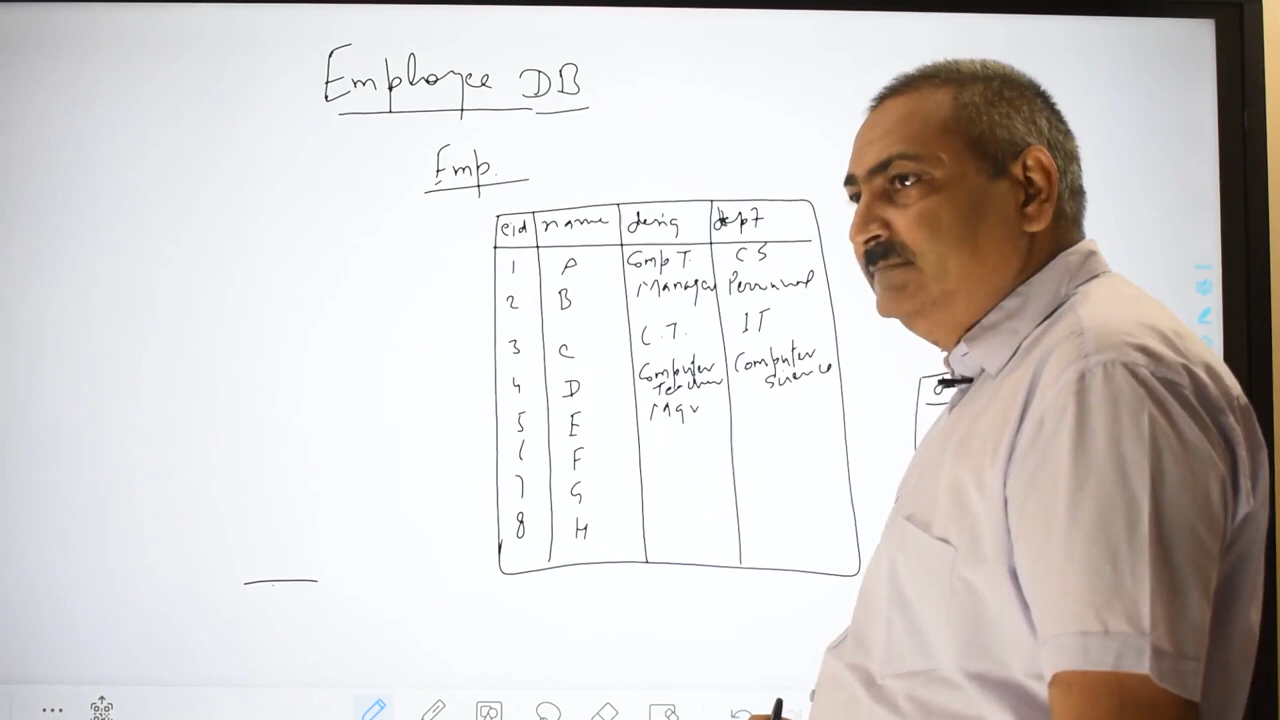 Employee DB
Emp.
eid name desig dept
1 A Comp T. CS
2 B Manager Personnel
3 C C.T. IT
4 D Computer Teacher Computer Science
5 E Mgr
6 F
7 G
8 H